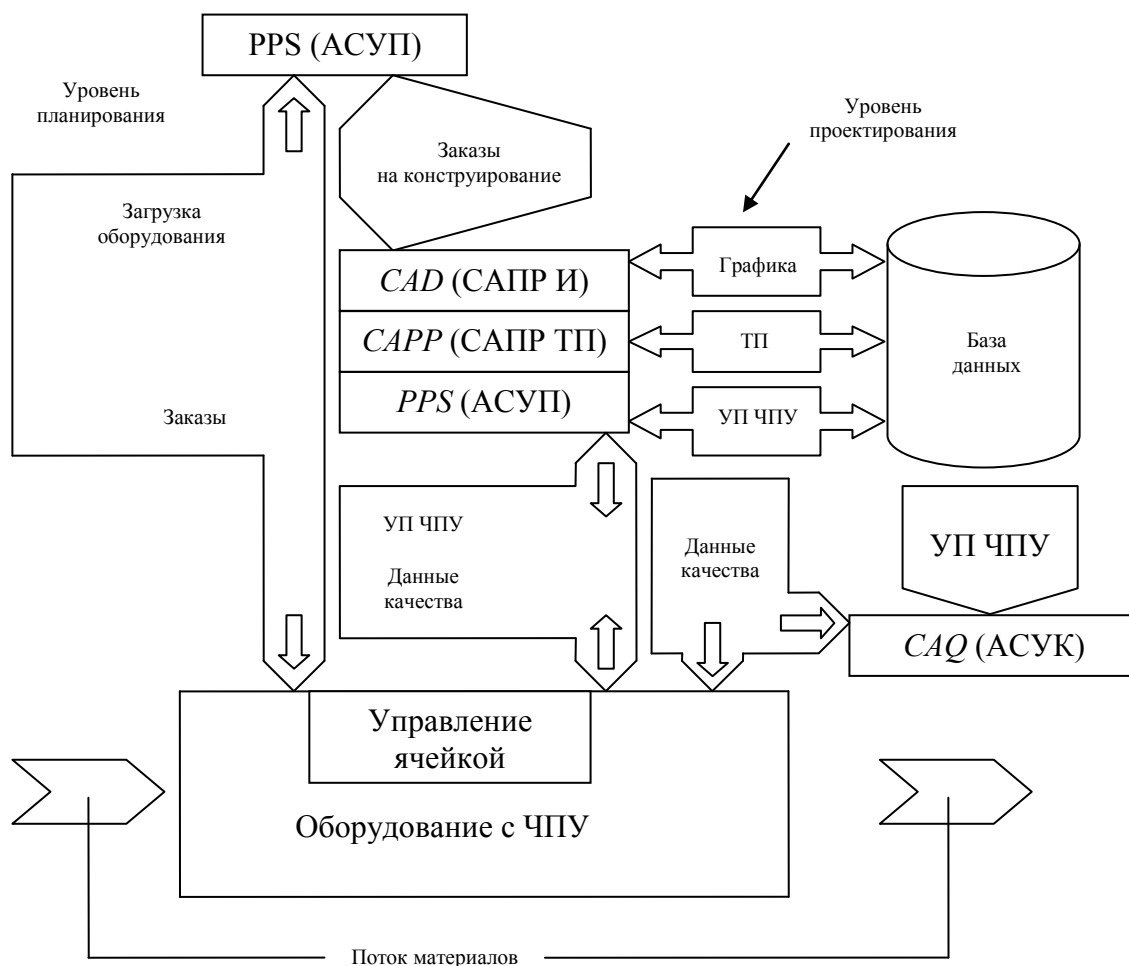 PPS (АСУП)
Уровень
планирования
Уровень
проектирования
Заказы
на конструирование
Загрузка
оборудования
CAD (САПР И)
Графика
CAPP (САПР ТП)
ТП
База
данных
PPS (АСУП)
УП ЧПУ
Заказы
УП ЧПУ
Данные
качества
Данные
качества
УП ЧПУ
CAQ (АСУК)
Управление
ячейкой
Оборудование с ЧПУ
Поток материалов